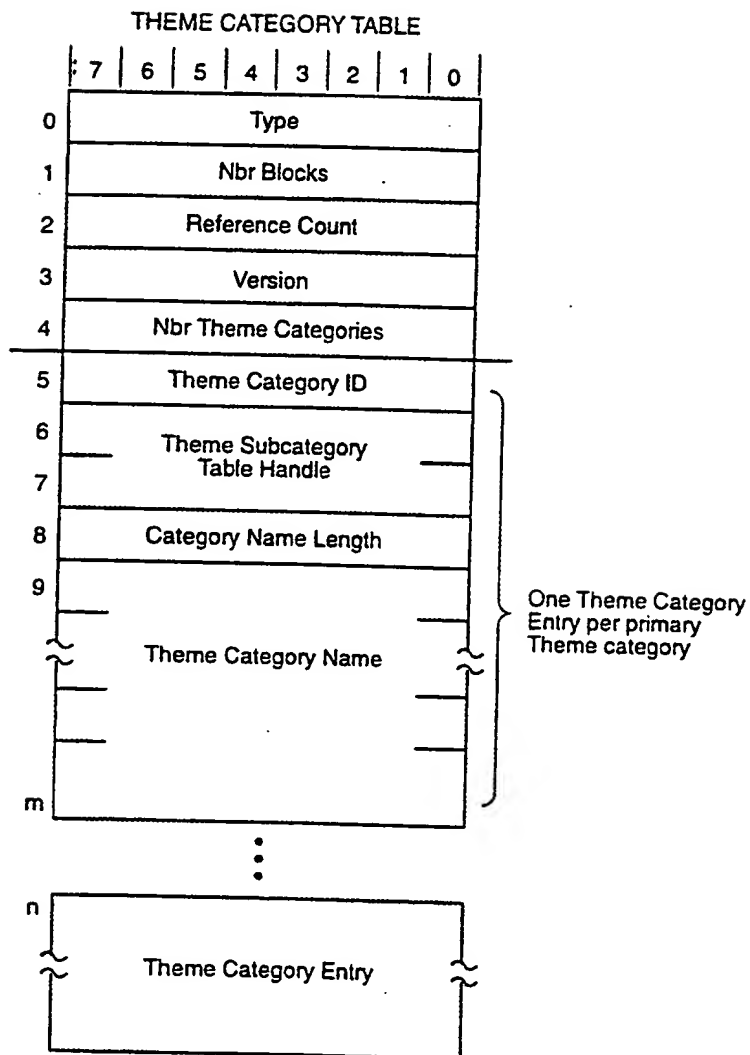 THEME CATEGORY TABLE
7 6 5 4 3 2 1 0
0 Type
1 Nbr Blocks
2 Reference Count
3 Version
4 Nbr Theme Categories
5 Theme Category ID
6
Theme Subcategory
Table Handle
7
8 Category Name Length
9
One Theme Category
Entry per primary
Theme category
Theme Category Name
m
n
Theme Category Entry